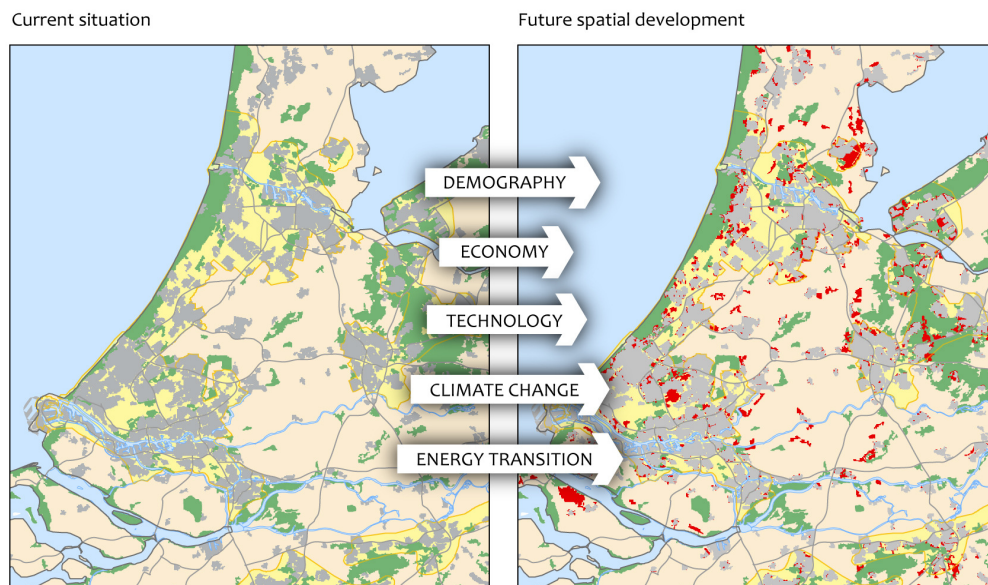 Current situation
Future spatial development
DEMOGRAPHY
ECONOMY
TECHNOLOGY
CLIMATE CHANGE
ENERGY TRANSITION